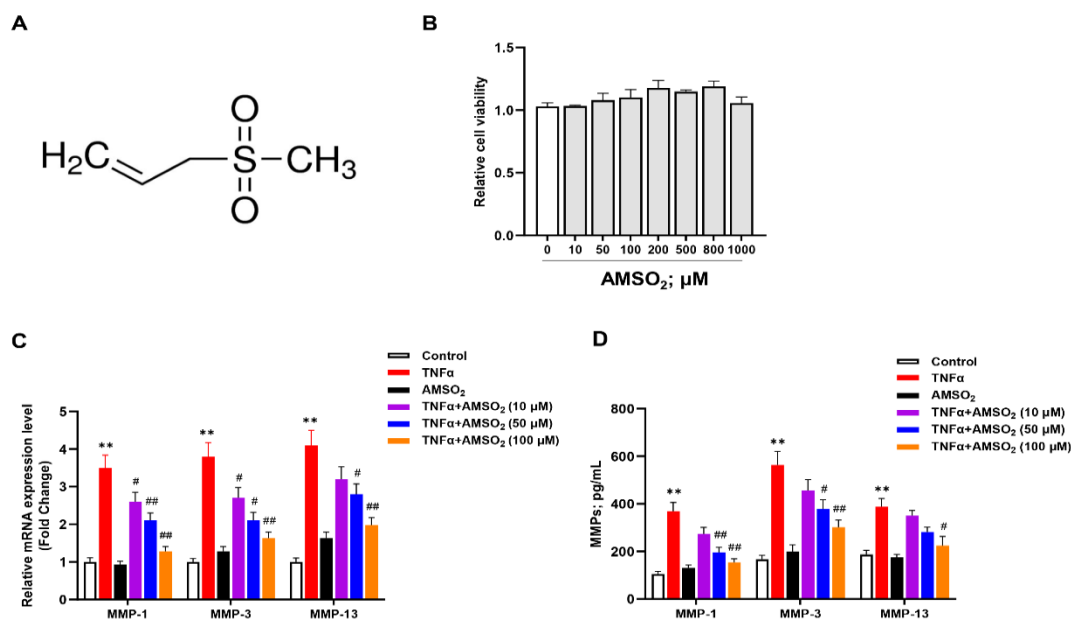 A
H₂C
O
S
O
CH₃
B
Relative cell viability
1.5
1.0
0.5
0.0
0 10 50 100 200 500 800 1000
AMSO₂; µM
C
Control
TNFα
AMSO₂
TNFα+AMSO₂ (10 µM)
TNFα+AMSO₂ (50 µM)
TNFα+AMSO₂ (100 µM)
Relative mRNA expression level
(Fold Change)
5
4
3
2
1
0
** # ## ##
** # # ##
** # ##
MMP-1 MMP-3 MMP-13
D
Control
TNFα
AMSO₂
TNFα+AMSO₂ (10 µM)
TNFα+AMSO₂ (50 µM)
TNFα+AMSO₂ (100 µM)
MMPs; pg/mL
800
600
400
200
0
** ## ##
** # ##
** #
MMP-1 MMP-3 MMP-13